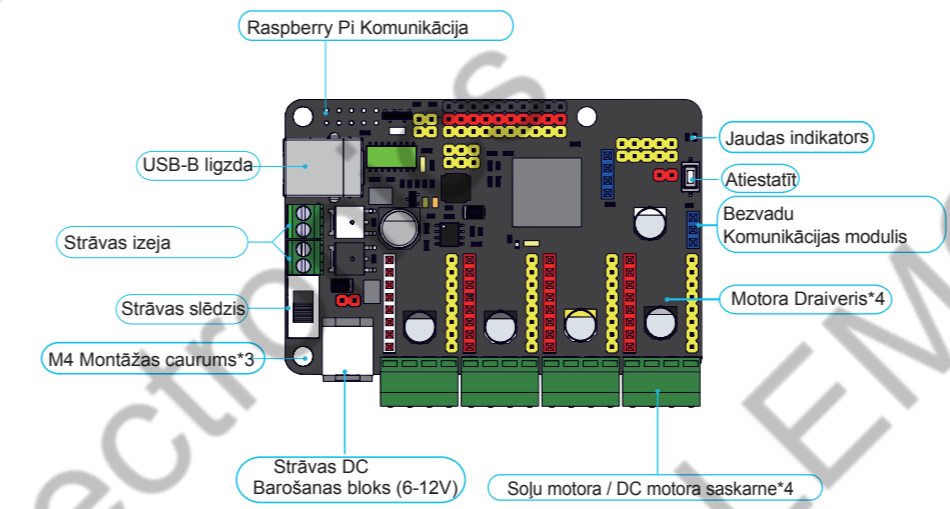 Raspberry Pi Komunikācija
USB-B ligzda
Strāvas izeja
Strāvas slēdzis
M4 Montāžas caurums*3
Strāvas DC
Barošanas bloks (6-12V)
Soļu motora / DC motora saskarne*4
Jaudas indikators
Atiestatīt
Bezvadu
Komunikācijas modulis
Motora Draiveris*4